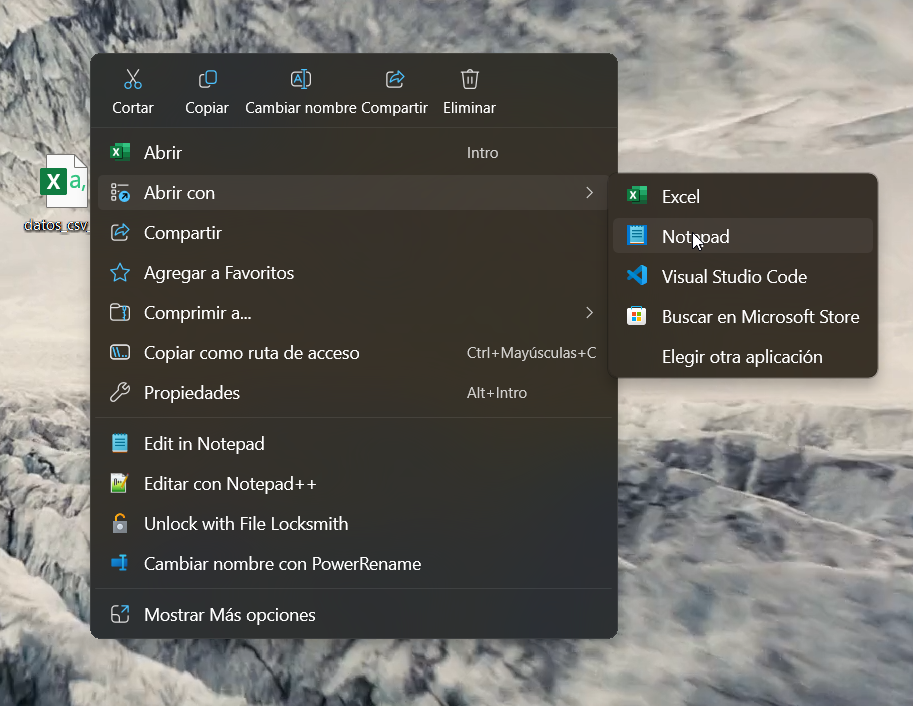 Cortar Copiar Cambiar nombre Compartir Eliminar
Abrir Intro
Abrir con
Compartir
Agregar a Favoritos
Comprimir a...
Copiar como ruta de acceso Ctrl+Mayúsculas+C
Propiedades Alt+Intro
Edit in Notepad
Editar con Notepad++
Unlock with File Locksmith
Cambiar nombre con PowerRename
Mostrar Más opciones
Excel
Notepad
Visual Studio Code
Buscar en Microsoft Store
Elegir otra aplicación
X a,
datos_csv_